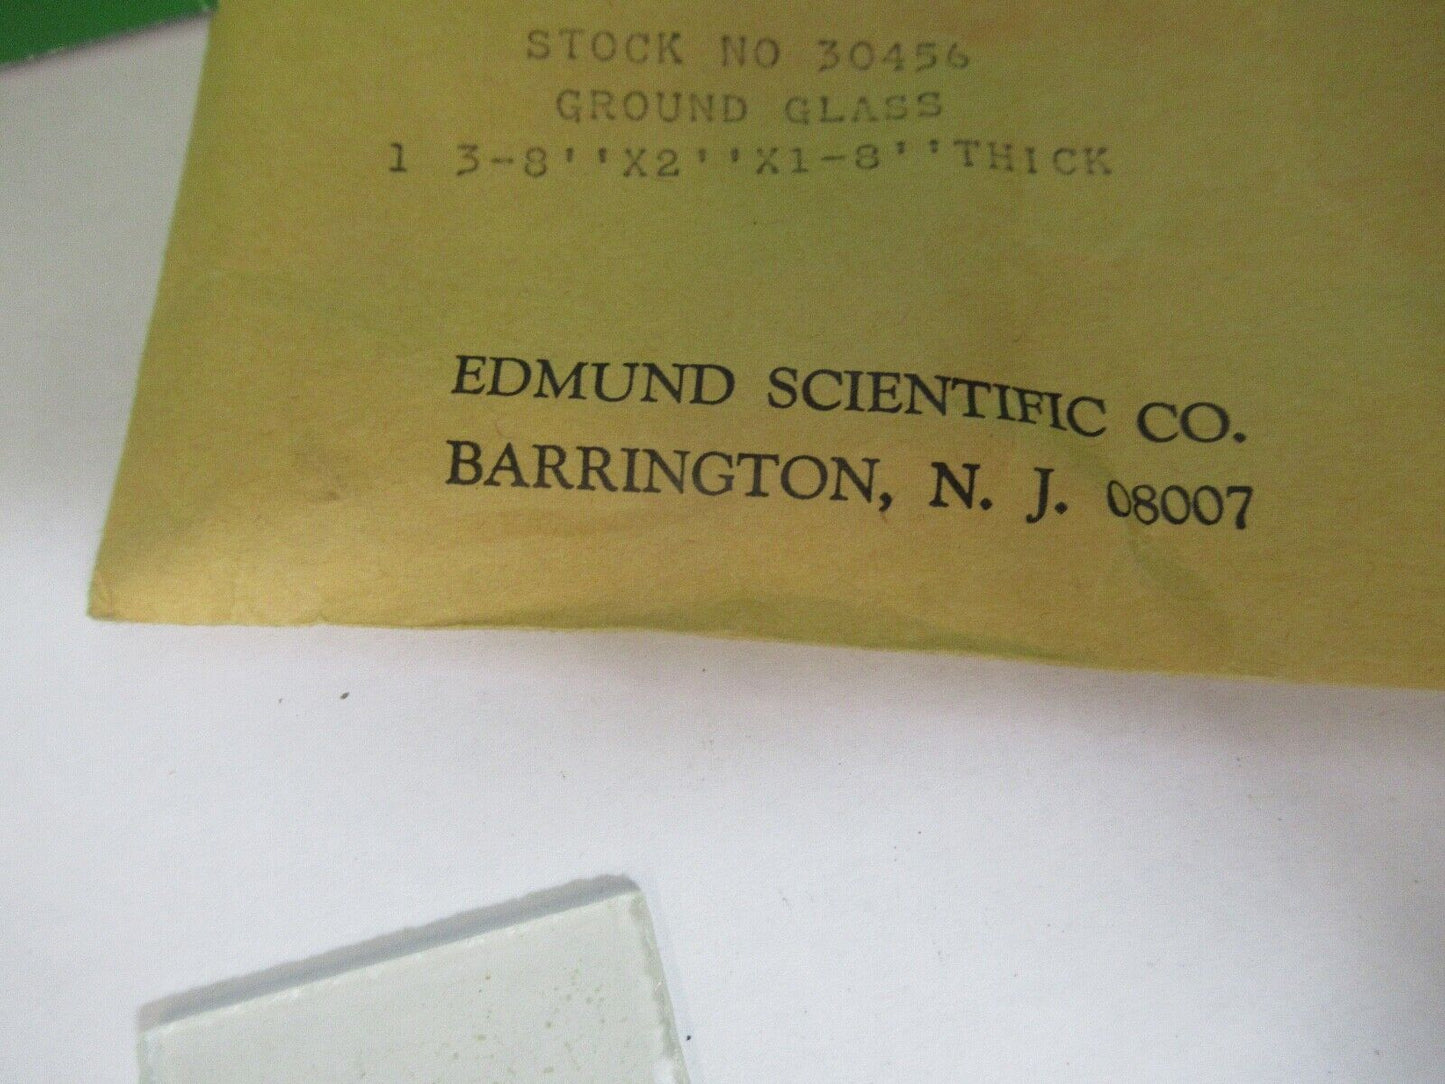 STOCK NO 30456
GROUND GLASS
1 3-8''X2''X1-8''THICK
EDMUND SCIENTIFIC CO.
BARRINGTON, N. J. 08007